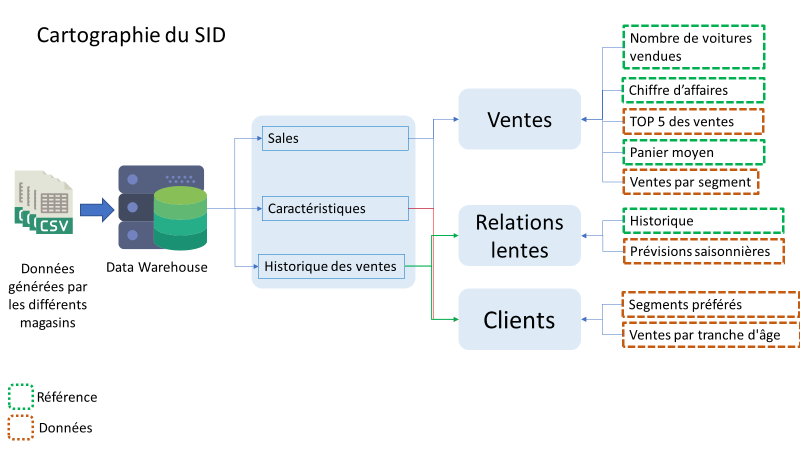 Cartographie du SID
CSV
Données
générées par
les différents
magasins
Data Warehouse
Sales
Caractéristiques
Historique des ventes
Ventes
Relations
lentes
Clients
Nombre de voitures
vendues
Chiffre d’affaires
TOP 5 des ventes
Panier moyen
Ventes par segment
Historique
Prévisions saisonnières
Segments préférés
Ventes par tranche d'âge
Référence
Données